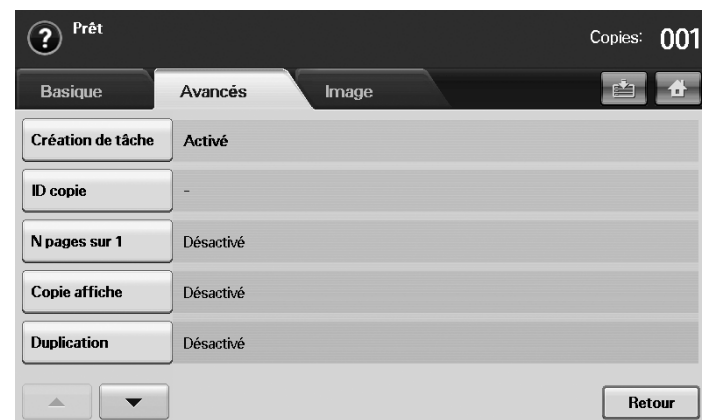 ? Prêt
Copies: 001
Basique Avancés Image
Création de tâche Activé
ID copie -
N pages sur 1 Désactivé
Copie affiche Désactivé
Duplication Désactivé
Retour